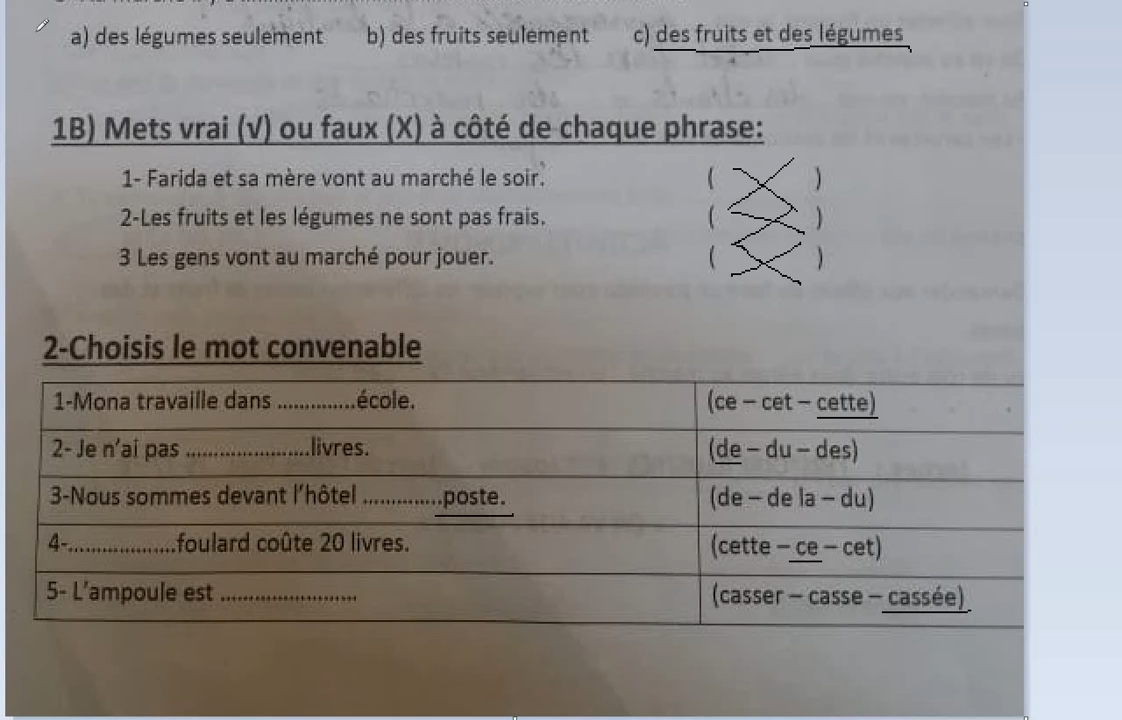 a) des légumes seulement b) des fruits seulement c) des fruits et des légumes
1B) Mets vrai (√) ou faux (X) à côté de chaque phrase:
1- Farida et sa mère vont au marché le soir. ( X )
2-Les fruits et les légumes ne sont pas frais. ( X )
3 Les gens vont au marché pour jouer. ( X )
2-Choisis le mot convenable
1-Mona travaille dans ..............école. (ce – cet – cette)
2- Je n'ai pas .......................livres. (de – du – des)
3-Nous sommes devant l'hôtel ..............poste. (de – de la – du)
4-....................foulard coûte 20 livres. (cette – ce – cet)
5- L'ampoule est ......................... (casser – casse – cassée)